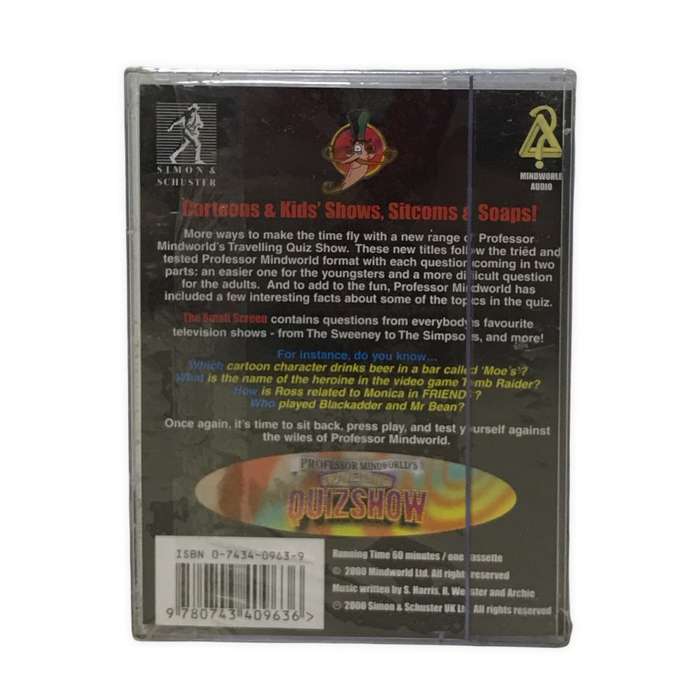 SIMON &
SCHUSTER
MINDWORLD
AUDIO
Cartoons & Kids' Shows, Sitcoms & Soaps!
More ways to make the time fly with a new range of Professor
Mindworld's Travelling Quiz Show. These new titles follow the tried and
tested Professor Mindworld format with each question coming in two
parts: an easier one for the youngsters and a more difficult question
for the adults. And to add to the fun, Professor Mindworld has
included a few interesting facts about some of the topics in the quiz.
The Small Screen contains questions from everybodys favourite
television shows - from The Sweeney to The Simpsons, and more!
For instance, do you know...
Which cartoon character drinks beer in a bar called 'Moe's'?
What is the name of the heroine in the video game Tomb Raider?
How is Ross related to Monica in FRIENDS?
Who played Blackadder and Mr Bean?
Once again, it's time to sit back, press play, and test yourself against
the wiles of Professor Mindworld.
PROFESSOR MINDWORLD'S
QUIZSHOW
ISBN 0-7434-0963-9
9 780743 409636 >
Running Time 60 minutes / one cassette
© 2000 Mindworld Ltd. All rights reserved
Music written by S. Harris, R. Webster and Archie
© 2000 Simon & Schuster UK Ltd. All rights reserved